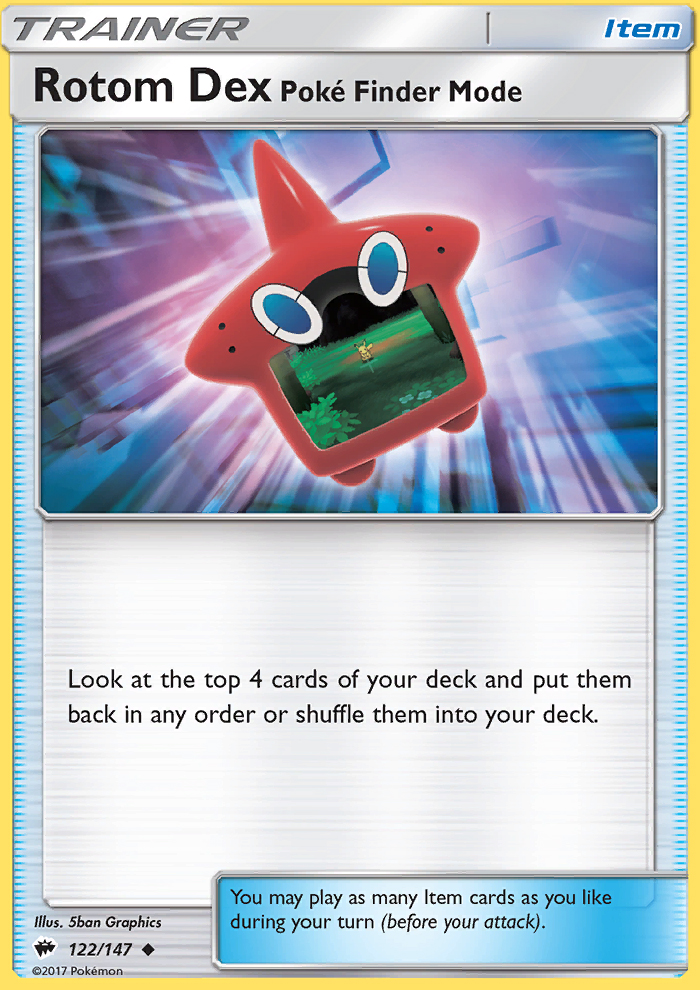 TRAINER
Item
Rotom Dex Poké Finder Mode
Look at the top 4 cards of your deck and put them
back in any order or shuffle them into your deck.
You may play as many Item cards as you like
during your turn (before your attack).
Illus. 5ban Graphics
122/147 ◆
©2017 Pokémon